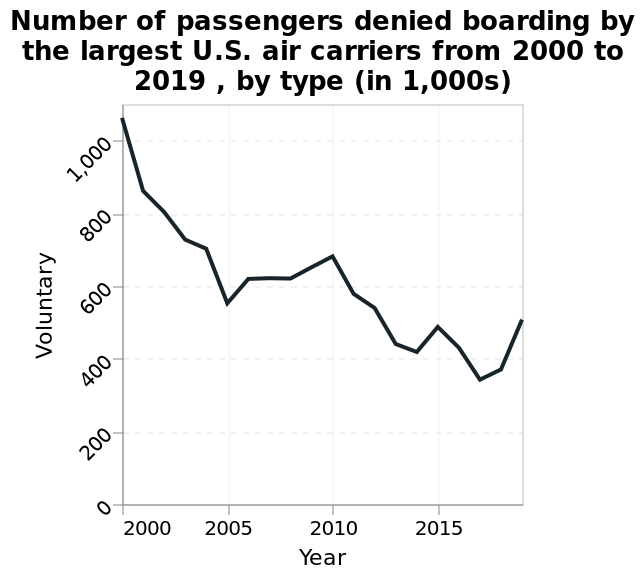 Number of passengers denied boarding by
the largest U.S. air carriers from 2000 to
2019 , by type (in 1,000s)
1,000
800
600
400
200
0
Voluntary
2000 2005 2010 2015
Year